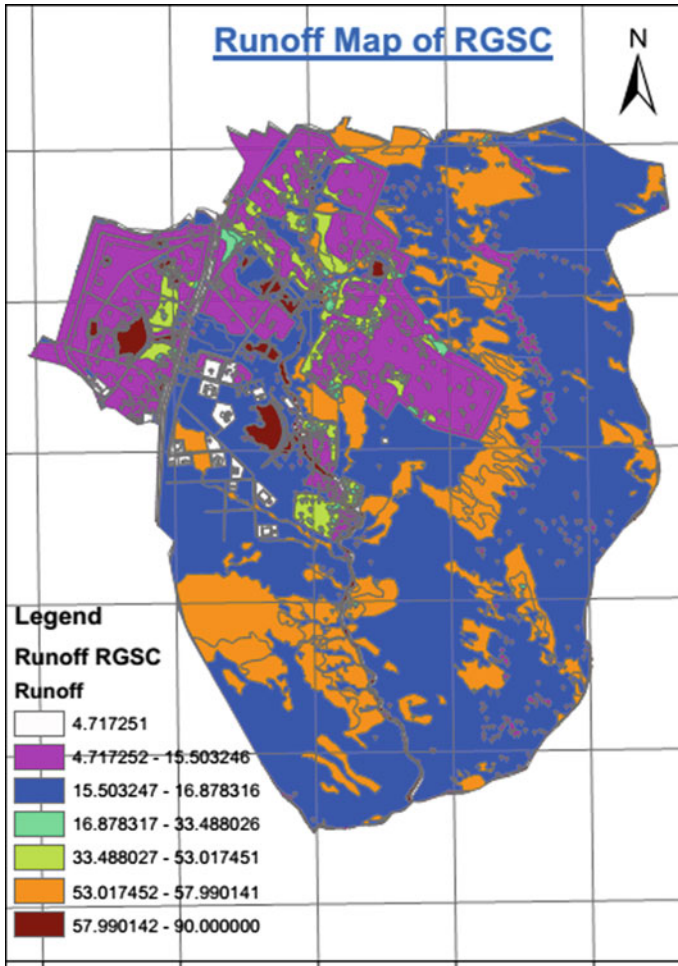 Runoff Map of RGSC
N
Legend
Runoff RGSC
Runoff
4.717251
4.717252 - 15.503246
15.503247 - 16.878316
16.878317 - 33.488026
33.488027 - 53.017451
53.017452 - 57.990141
57.990142 - 90.000000